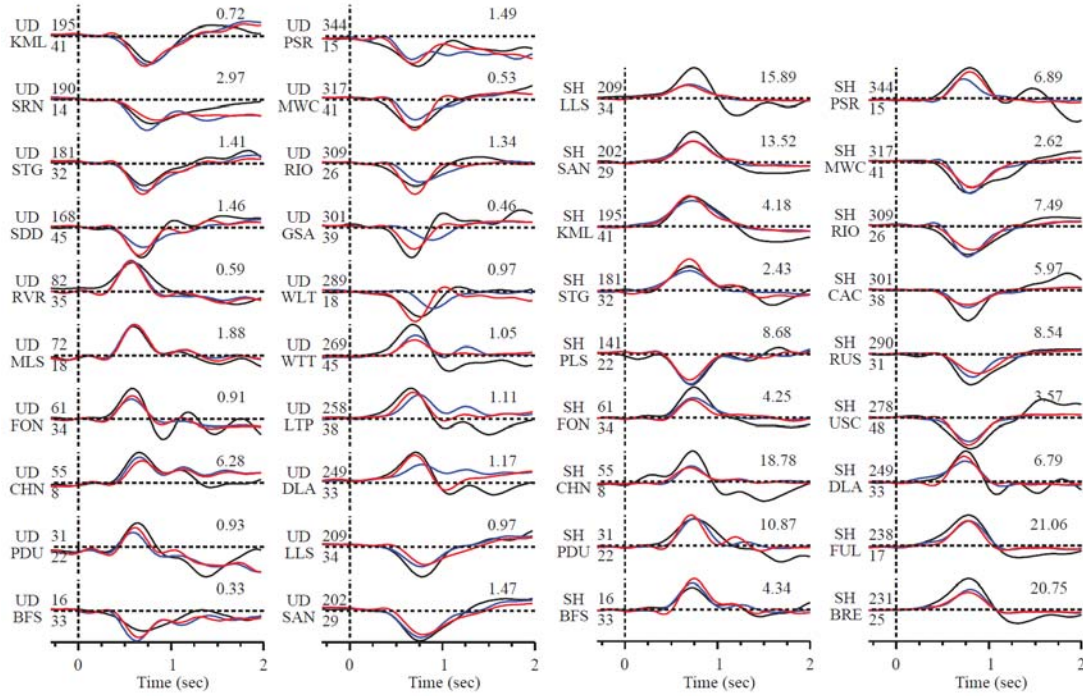 UD 195 0.72
KML 41
UD 190 2.97
SRN 14
UD 181 1.41
STG 32
UD 168 1.46
SDD 45
UD 82 0.59
RVR 35
UD 72 1.88
MLS 18
UD 61 0.91
FON 34
UD 55 6.28
CHN 8
UD 31 0.93
PDU 22
UD 16 0.33
BFS 33
0 1 2
Time (sec)
UD 344 1.49
PSR 15
UD 317 0.53
MWC 41
UD 309 1.34
RIO 26
UD 301 0.46
GSA 39
UD 289 0.97
WLT 18
UD 269 1.05
WTT 45
UD 258 1.11
LTP 38
UD 249 1.17
DLA 33
UD 209 0.97
LLS 34
UD 202 1.47
SAN 29
0 1 2
Time (sec)
SH 209 15.89
LLS 34
SH 202 13.52
SAN 29
SH 195 4.18
KML 41
SH 181 2.43
STG 32
SH 141 8.68
PLS 22
SH 61 4.25
FON 34
SH 55 18.78
CHN 8
SH 31 10.87
PDU 22
SH 16 4.34
BFS 33
0 1 2
Time (sec)
SH 344 6.89
PSR 15
SH 317 2.62
MWC 41
SH 309 7.49
RIO 26
SH 301 5.97
CAC 38
SH 290 8.54
RUS 31
SH 278 3.57
USC 48
SH 249 6.79
DLA 33
SH 238 21.06
FUL 17
SH 231 20.75
BRE 25
0 1 2
Time (sec)